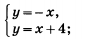 y = − x,
y = x + 4;